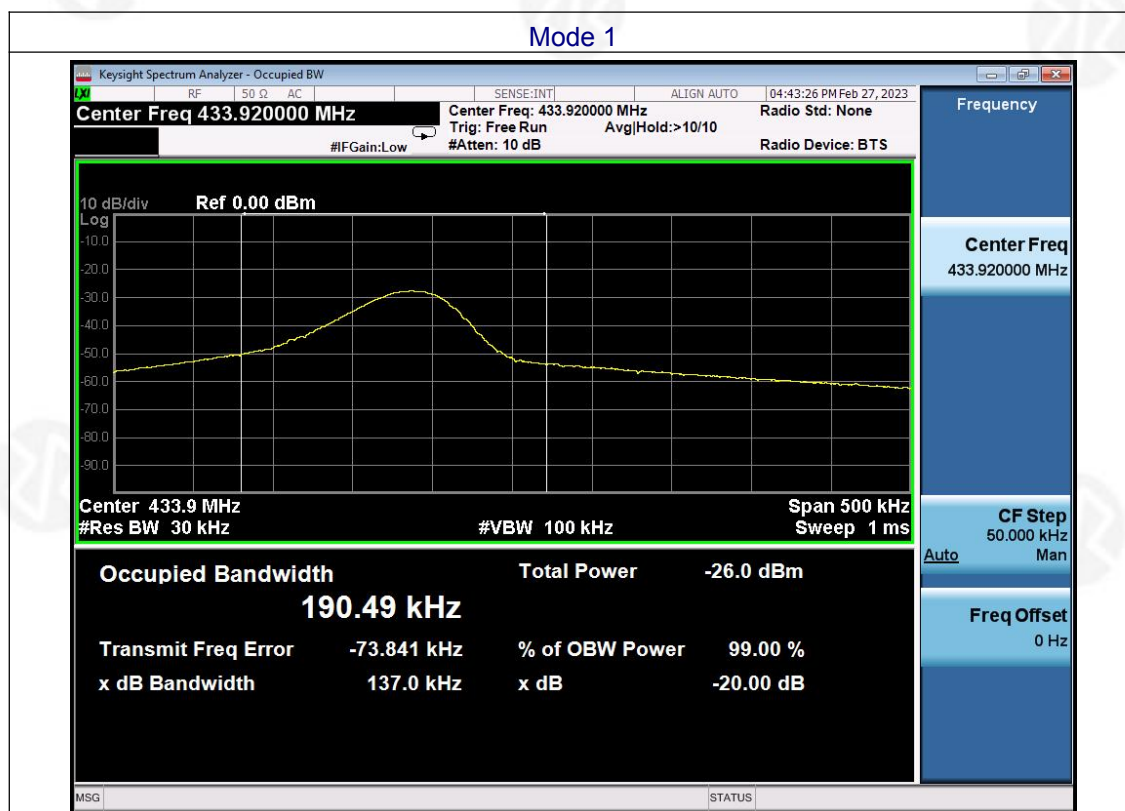 Mode 1
Keysight Spectrum Analyzer - Occupied BW
LXI RF 50 Ω AC SENSE:INT ALIGN AUTO 04:43:26 PM Feb 27, 2023
Center Freq 433.920000 MHz
Center Freq: 433.920000 MHz Radio Std: None
Trig: Free Run Avg|Hold:>10/10
#IFGain:Low #Atten: 10 dB Radio Device: BTS
10 dB/div Ref 0.00 dBm
Log
-10.0
-20.0
-30.0
-40.0
-50.0
-60.0
-70.0
-80.0
-90.0
Center 433.9 MHz Span 500 kHz
#Res BW 30 kHz #VBW 100 kHz Sweep 1 ms
Occupied Bandwidth Total Power -26.0 dBm
190.49 kHz
Transmit Freq Error -73.841 kHz % of OBW Power 99.00 %
x dB Bandwidth 137.0 kHz x dB -20.00 dB
MSG STATUS
Frequency
Center Freq
433.920000 MHz
CF Step
50.000 kHz
Auto Man
Freq Offset
0 Hz